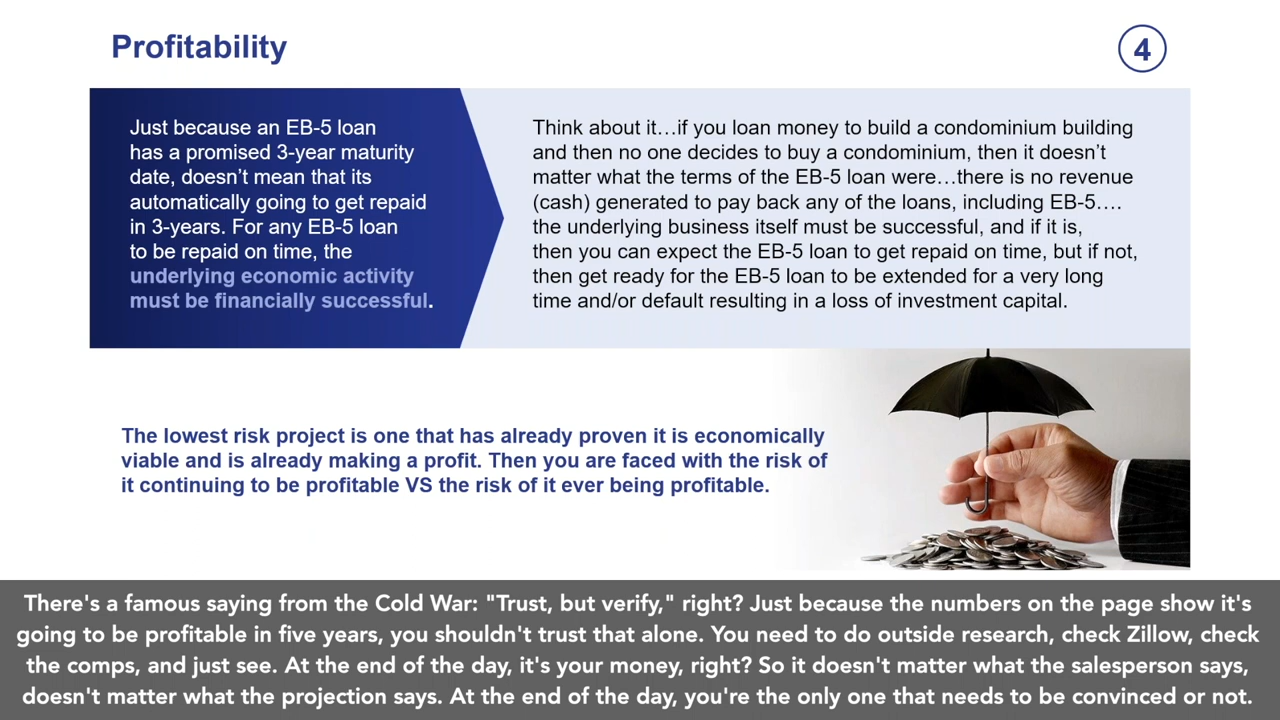 Profitability
4
Just because an EB-5 loan
has a promised 3-year maturity
date, doesn’t mean that its
automatically going to get repaid
in 3-years. For any EB-5 loan
to be repaid on time, the
underlying economic activity
must be financially successful.
Think about it…if you loan money to build a condominium building
and then no one decides to buy a condominium, then it doesn’t
matter what the terms of the EB-5 loan were…there is no revenue
(cash) generated to pay back any of the loans, including EB-5….
the underlying business itself must be successful, and if it is,
then you can expect the EB-5 loan to get repaid on time, but if not,
then get ready for the EB-5 loan to be extended for a very long
time and/or default resulting in a loss of investment capital.
The lowest risk project is one that has already proven it is economically
viable and is already making a profit. Then you are faced with the risk of
it continuing to be profitable VS the risk of it ever being profitable.
There's a famous saying from the Cold War: "Trust, but verify," right? Just because the numbers on the page show it's
going to be profitable in five years, you shouldn't trust that alone. You need to do outside research, check Zillow, check
the comps, and just see. At the end of the day, it's your money, right? So it doesn't matter what the salesperson says,
doesn't matter what the projection says. At the end of the day, you're the only one that needs to be convinced or not.